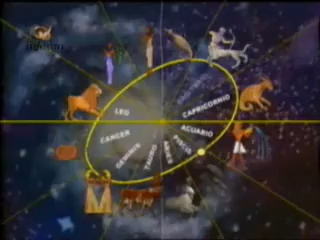 CAPRICORNIO
LEO
ACUARIO
CANCER
PISCIS
GEMINIS
TAURO
ARIES